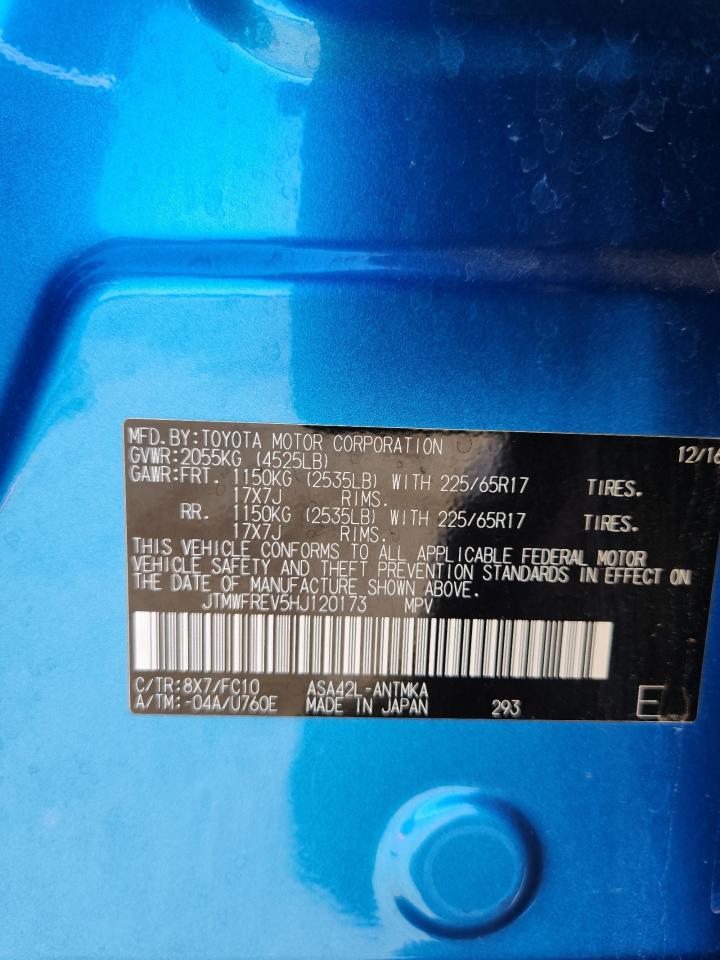 MFD. BY: TOYOTA MOTOR CORPORATION 12/16
GVWR: 2055KG (4525LB)
GAWR: FRT. 1150KG (2535LB) WITH 225/65R17 TIRES.
17X7J RIMS.
RR. 1150KG (2535LB) WITH 225/65R17 TIRES.
17X7J RIMS.
THIS VEHICLE CONFORMS TO ALL APPLICABLE FEDERAL MOTOR
VEHICLE SAFETY AND THEFT PREVENTION STANDARDS IN EFFECT ON
THE DATE OF MANUFACTURE SHOWN ABOVE.
JTMWFREV5HJ120173 MPV
C/TR: 8X7/FC10 ASA42L-ANTMKA
A/TM: -04A/U760E MADE IN JAPAN 293 E